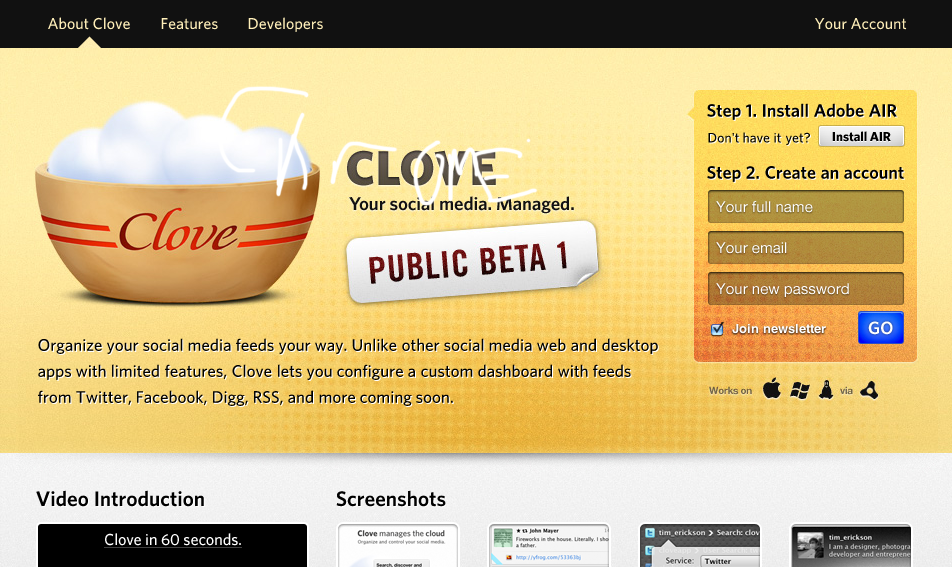 About Clove Features Developers Your Account
Chrome
Clove
CLOVE
Your social media. Managed.
PUBLIC BETA 1
Organize your social media feeds your way. Unlike other social media web and desktop
apps with limited features, Clove lets you configure a custom dashboard with feeds
from Twitter, Facebook, Digg, RSS, and more coming soon.
Step 1. Install Adobe AIR
Don't have it yet? Install AIR
Step 2. Create an account
Your full name
Your email
Your new password
Join newsletter GO
Works on via
Video Introduction
Clove in 60 seconds.
Screenshots
Clove manages the cloud
Organize and control your social media.
Search, discover and
John Mayer
Fireworks in the house. Literally, I sho
a father.
http://yfrog.com/533639j
tim_erickson > Search: clov
Service: Twitter
tim_erickson
I am a designer, photogra
developer and entreprene